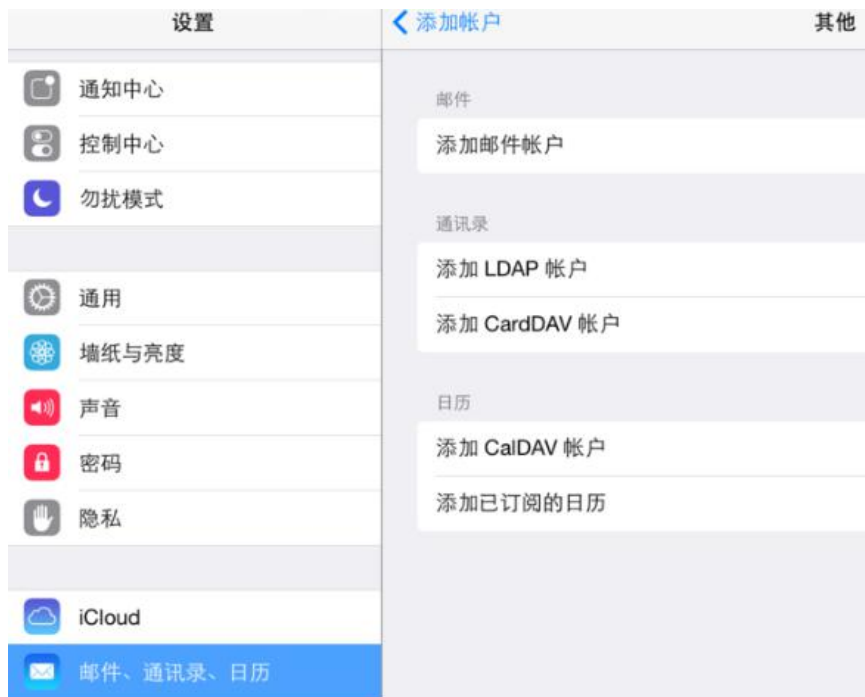 设置
通知中心
控制中心
勿扰模式
通用
墙纸与亮度
声音
密码
隐私
iCloud
邮件、通讯录、日历
添加帐户
其他
邮件
添加邮件帐户
通讯录
添加 LDAP 帐户
添加 CardDAV 帐户
日历
添加 CalDAV 帐户
添加已订阅的日历